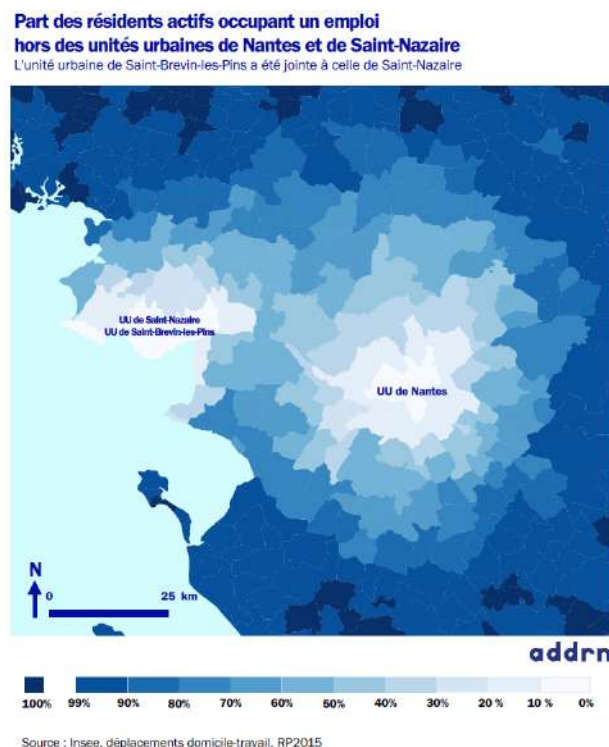 Part des résidents actifs occupant un emploi
hors des unités urbaines de Nantes et de Saint-Nazaire
L'unité urbaine de Saint-Brevin-les-Pins a été jointe à celle de Saint-Nazaire
UU de Saint-Nazaire
UU de Saint-Brevin-les-Pins
UU de Nantes
N
0 25 km
addrn
100% 99% 90% 80% 70% 60% 50% 40% 30% 20 % 10 % 0%
Source : Insee, déplacements domicile-travail, RP2015